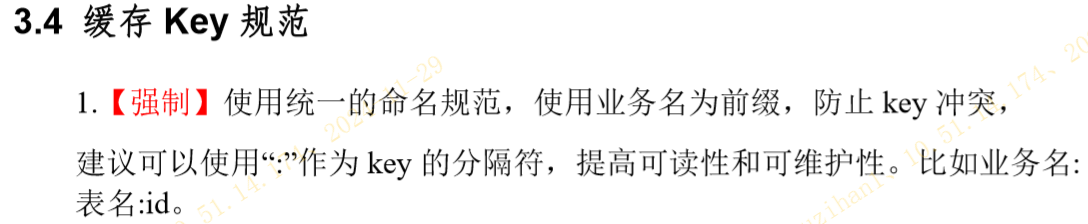 3.4 缓存 Key 规范
1.【强制】使用统一的命名规范，使用业务名为前缀，防止 key 冲突，
建议可以使用“:”作为 key 的分隔符，提高可读性和可维护性。比如业务名:
表名:id。